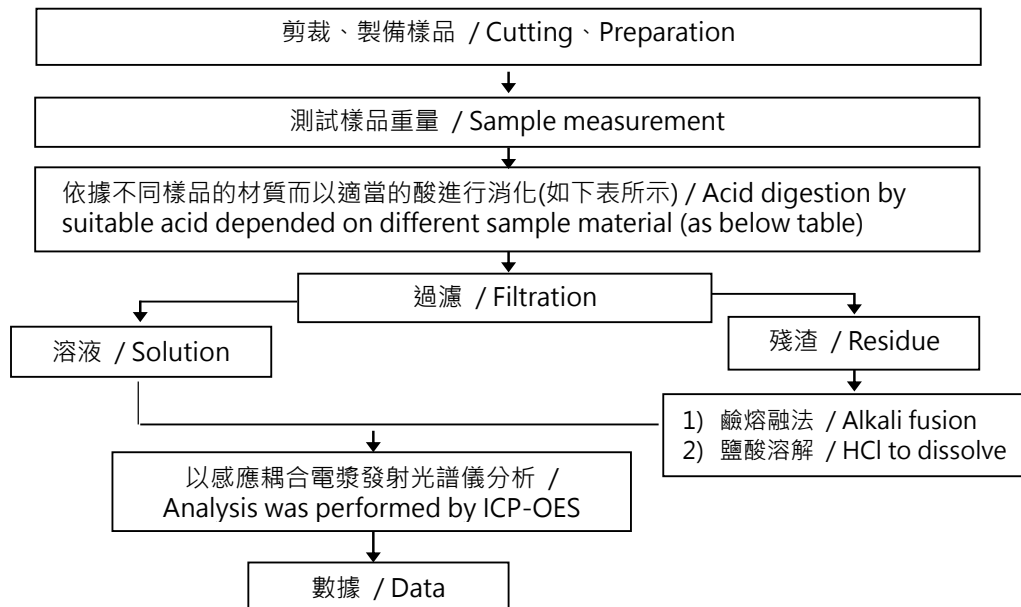 剪裁、製備樣品 / Cutting、Preparation
測試樣品重量 / Sample measurement
依據不同樣品的材質而以適當的酸進行消化(如下表所示) / Acid digestion by
suitable acid depended on different sample material (as below table)
過濾 / Filtration
溶液 / Solution
殘渣 / Residue
1) 鹼熔融法 / Alkali fusion
2) 鹽酸溶解 / HCl to dissolve
以感應耦合電漿發射光譜儀分析 /
Analysis was performed by ICP-OES
數據 / Data